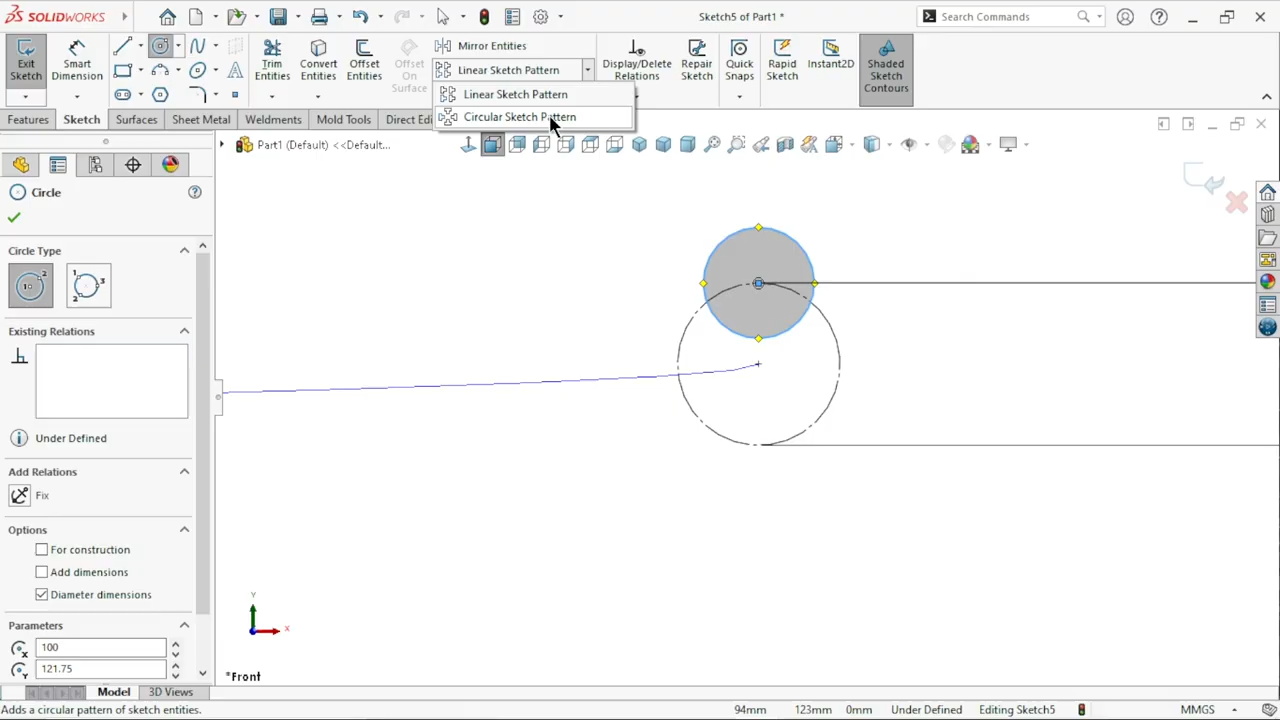 SOLIDWORKS
Sketch5 of Part1 *
Search Commands
Exit Sketch
Smart Dimension
Trim Entities
Convert Entities
Offset Entities
Offset On Surface
Mirror Entities
Linear Sketch Pattern
Display/Delete Relations
Repair Sketch
Quick Snaps
Rapid Sketch
Instant2D
Shaded Sketch Contours
Linear Sketch Pattern
Circular Sketch Pattern
Features
Sketch
Surfaces
Sheet Metal
Weldments
Mold Tools
Direct Edi
Part1 (Default) <<Default...
Circle
Circle Type
Existing Relations
Under Defined
Add Relations
Fix
Options
For construction
Add dimensions
Diameter dimensions
Parameters
100
121.75
Y
X
*Front
Model
3D Views
Adds a circular pattern of sketch entities.
94mm
123mm
0mm
Under Defined
Editing Sketch5
MMGS